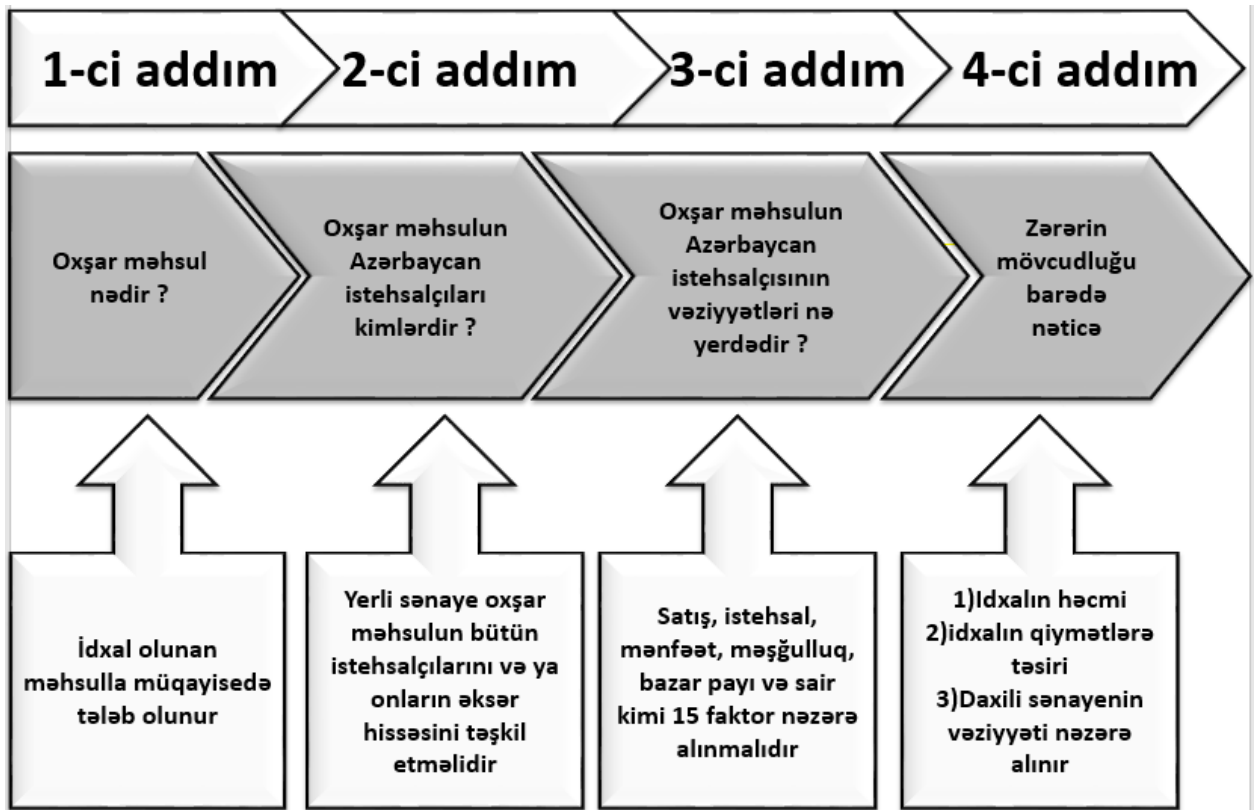 1-ci addım
2-ci addım
3-ci addım
4-ci addım
Oxşar məhsul
nədir ?
Oxşar məhsulun
Azərbaycan
istehsalçıları
kimlərdir ?
Oxşar məhsulun
Azərbaycan
istehsalçısının
vəziyyətləri nə
yerdədir ?
Zərərin
mövcudluğu
barədə
nəticə
İdxal olunan
məhsulla müqayisədə
tələb olunur
Yerli sənaye oxşar
məhsulun bütün
istehsalçılarını və ya
onların əksər
hissəsini təşkil
etməlidir
Satış, istehsal,
mənfəət, məşğulluq,
bazar payı və sair
kimi 15 faktor nəzərə
alınmalıdır
1)Idxalın həcmi
2)idxalın qiymətlərə
təsiri
3)Daxili sənayenin
vəziyyəti nəzərə
alınır